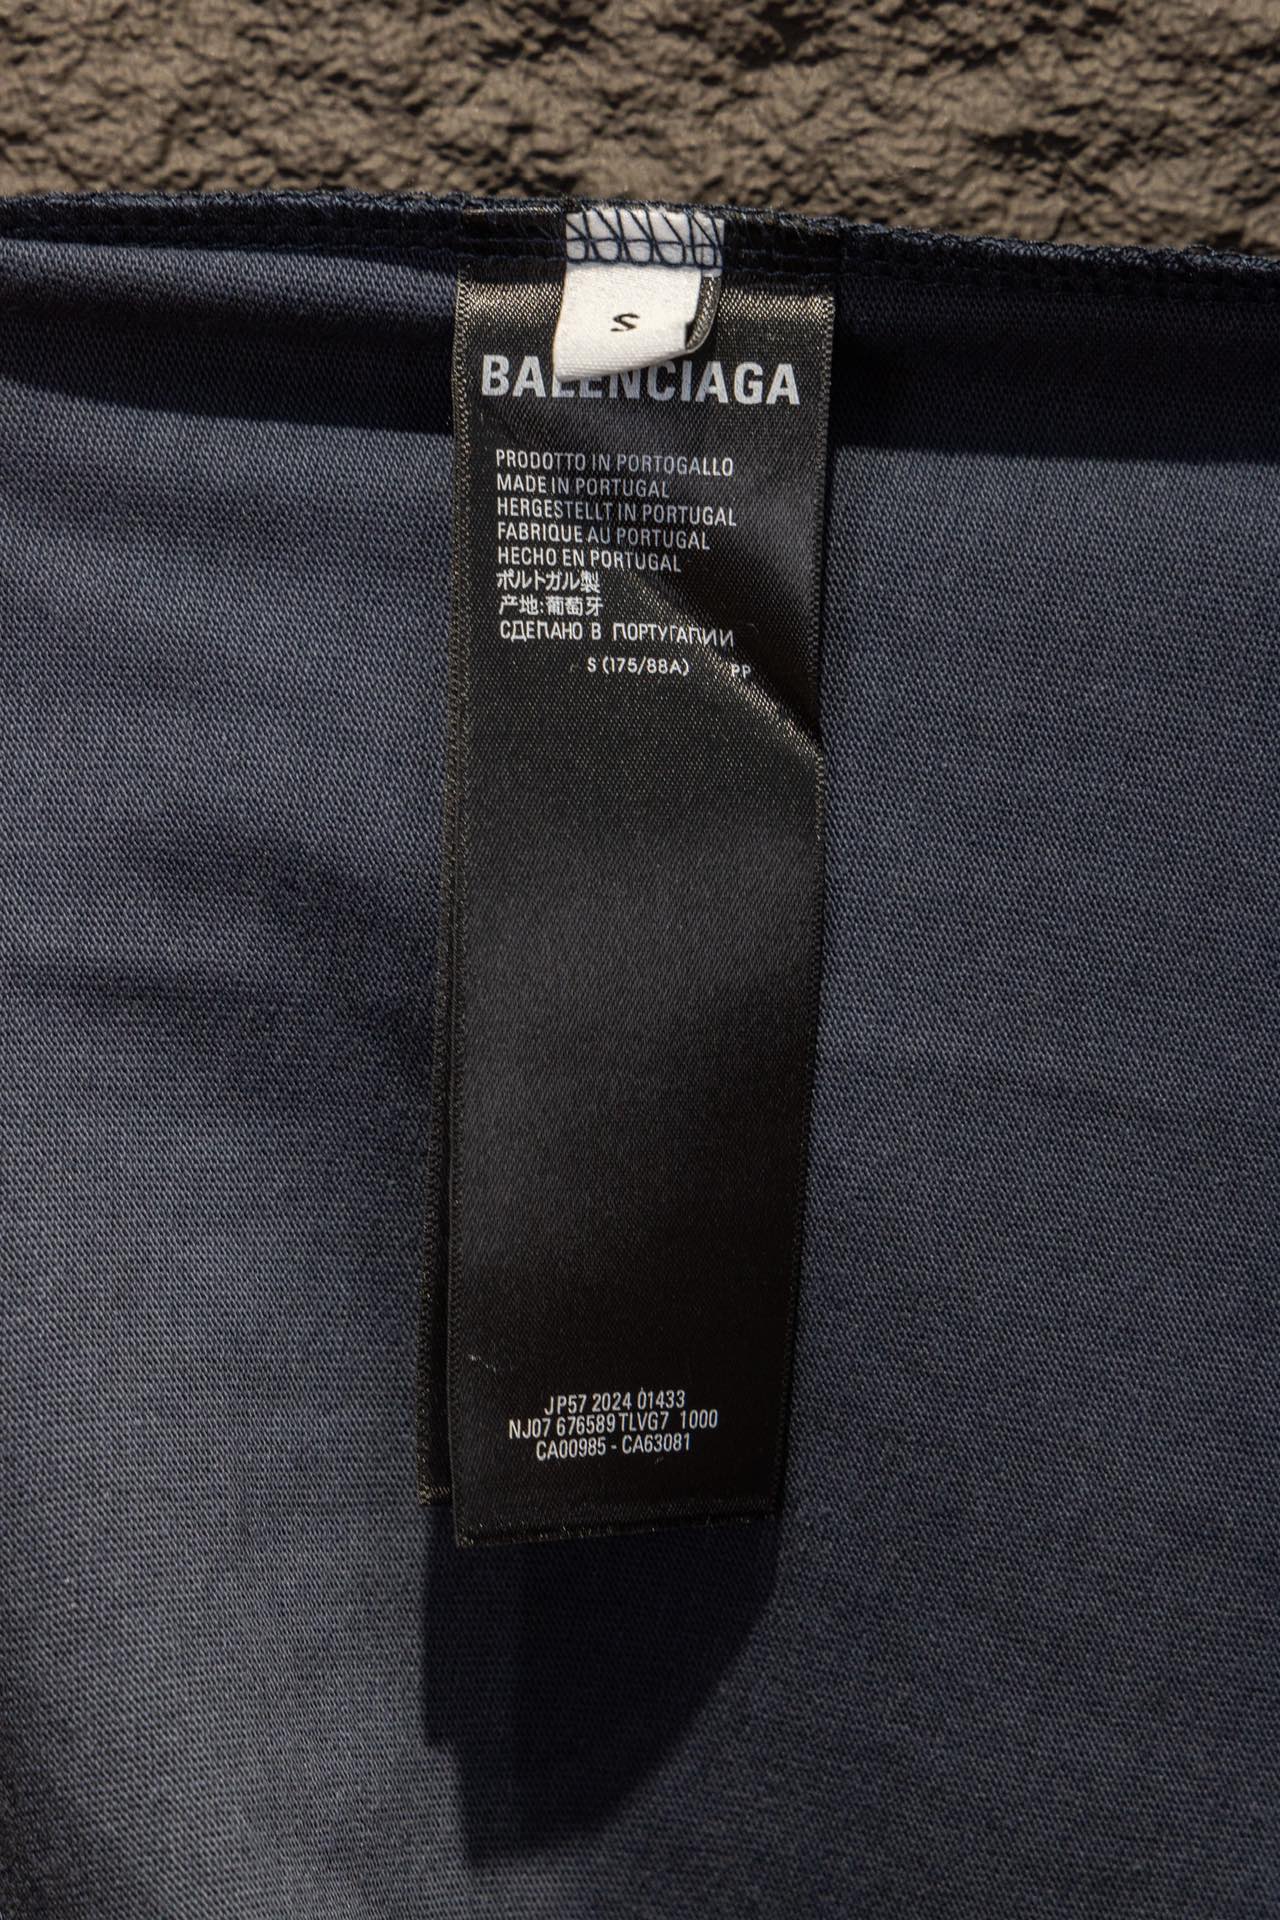 S
BALENCIAGA
PRODOTTO IN PORTOGALLO
MADE IN PORTUGAL
HERGESTELLT IN PORTUGAL
FABRIQUE AU PORTUGAL
HECHO EN PORTUGAL
ポルトガル製
产地:葡萄牙
СДЕЛАНО В ПОРТУГАЛИИ
S (175/88A) PP
JP57 2024 01433
NJ07 676589 TLVG7 1000
CA00985 - CA63081